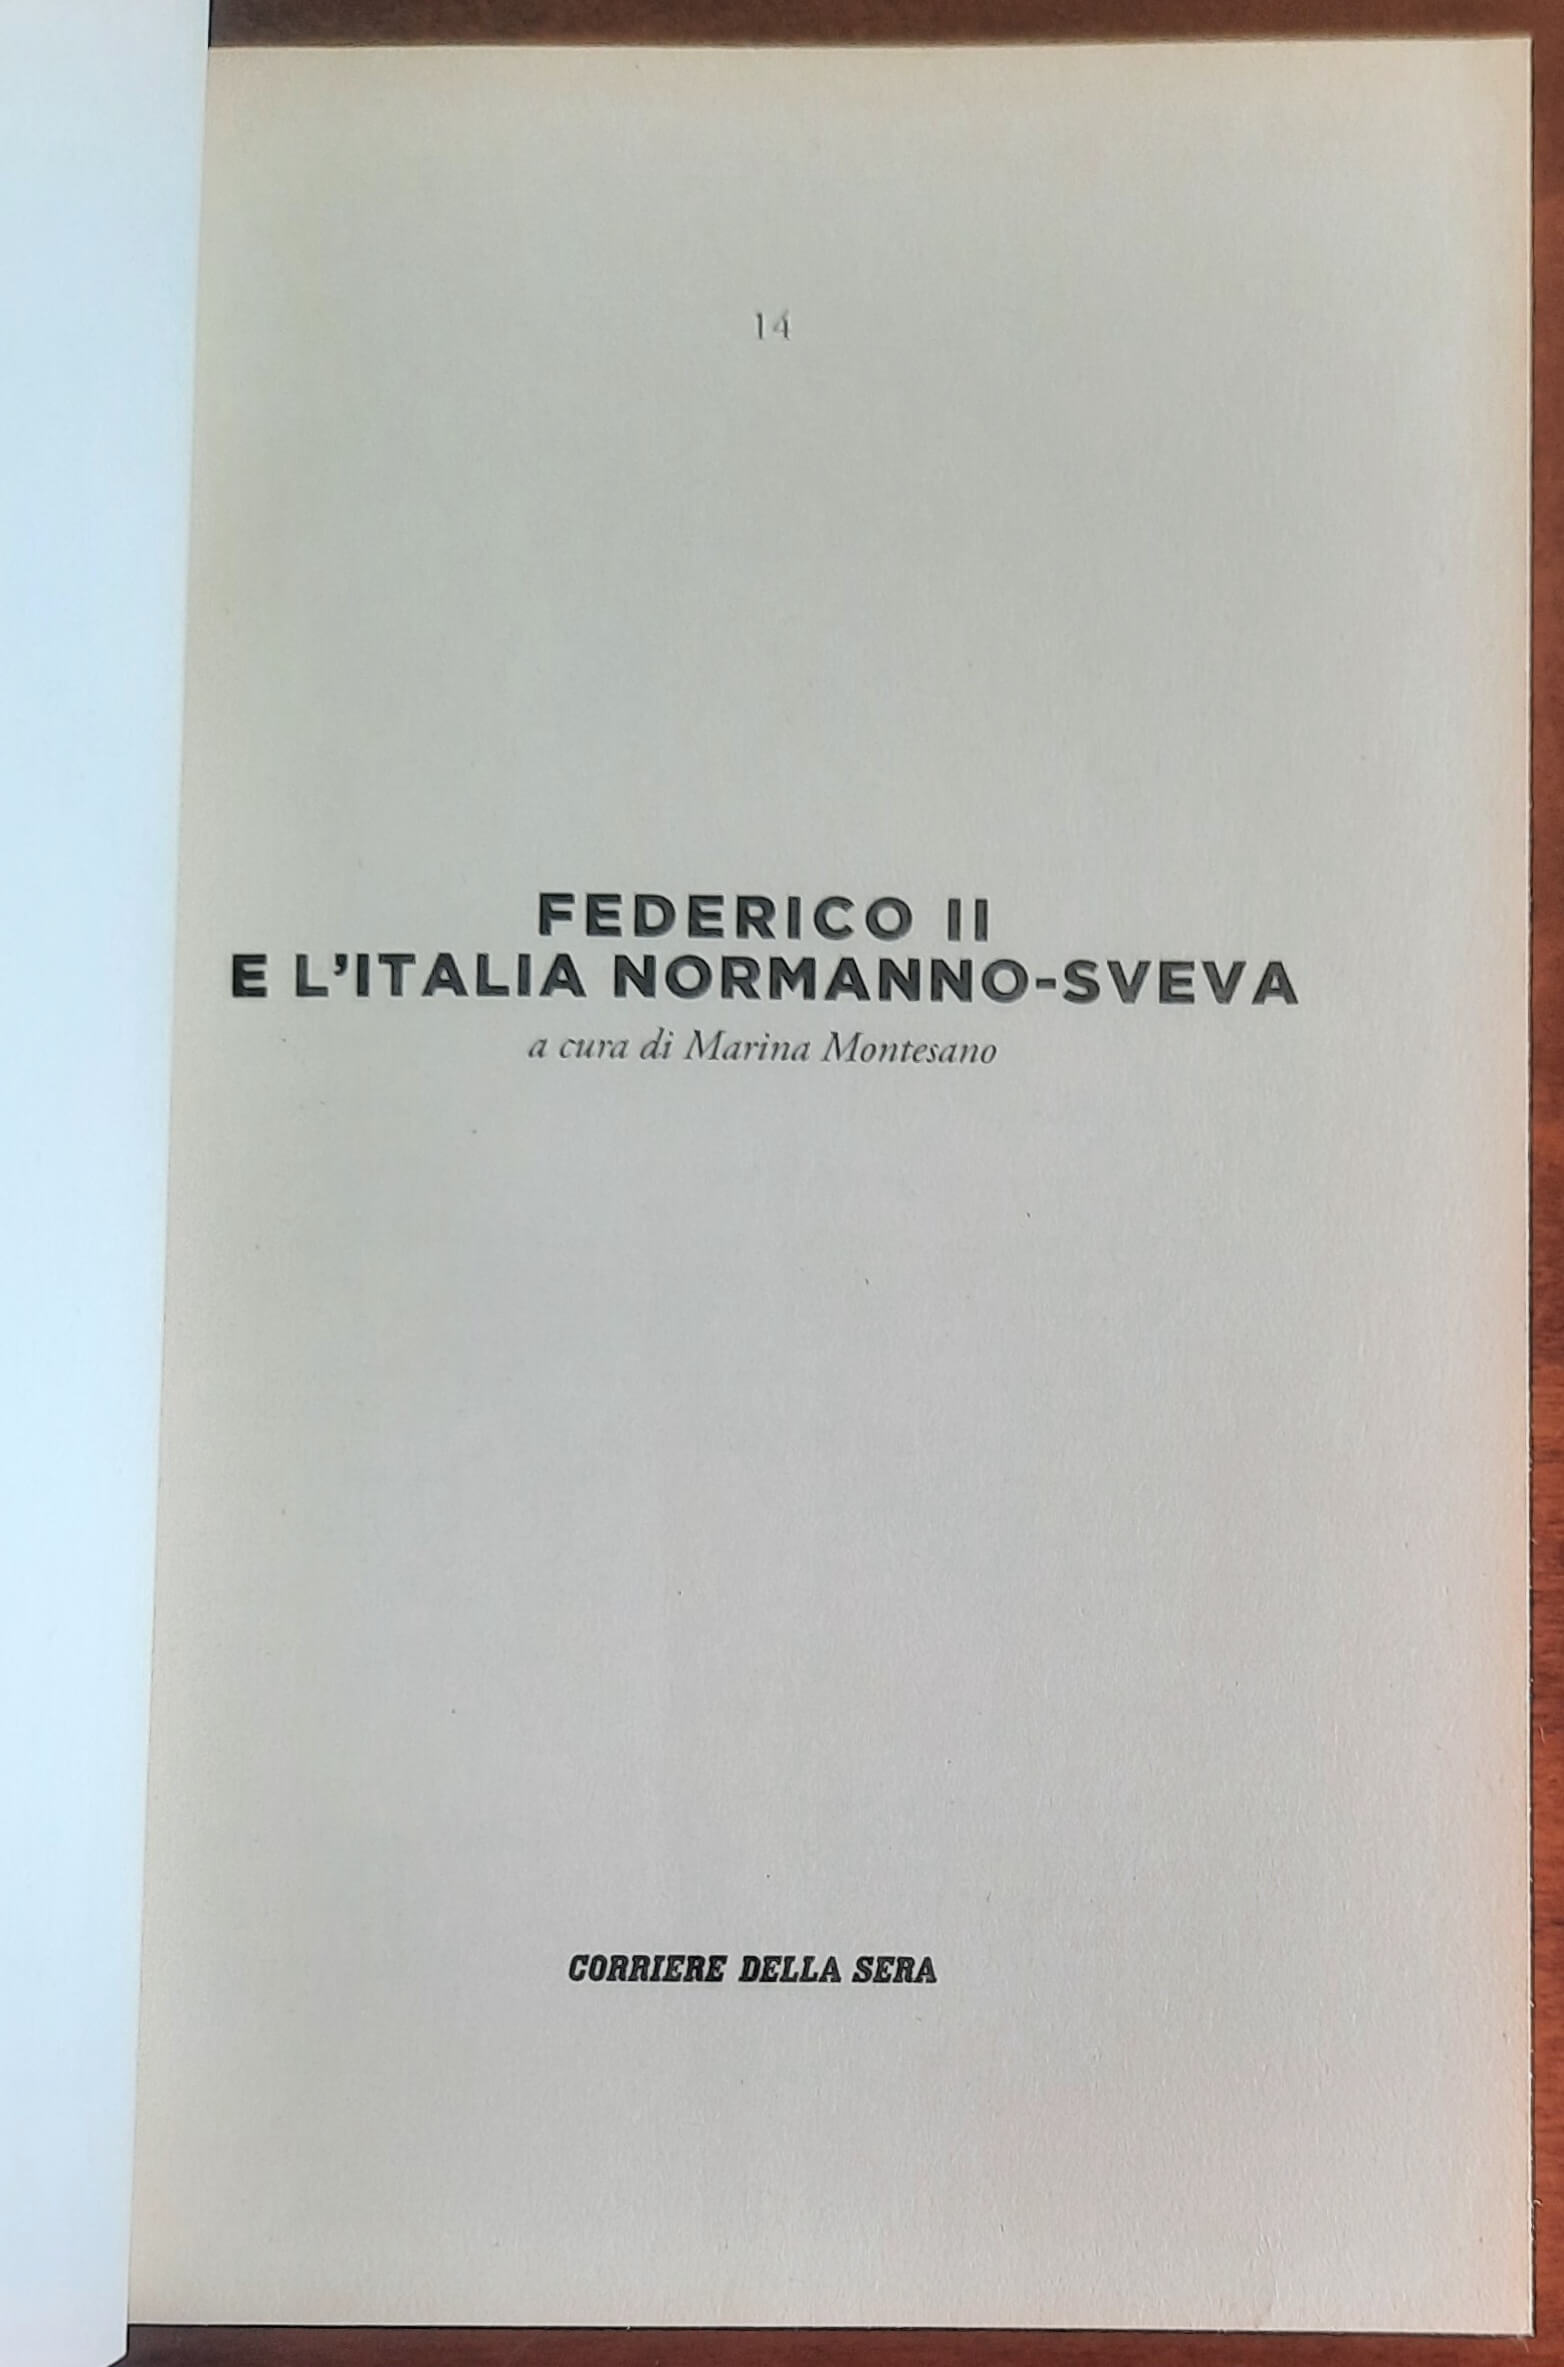 14
FEDERICO II
E L’ITALIA NORMANNO-SVEVA
a cura di Marina Montesano
CORRIERE DELLA SERA